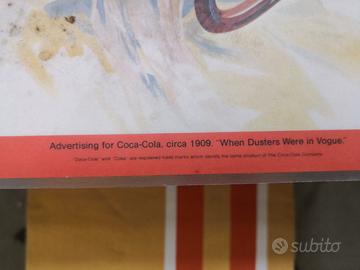 Advertising for Coca-Cola, circa 1909. "When Dusters Were in Vogue."
"Coca-Cola" and "Coke" are registered trade marks which identify the same product of The Coca-Cola Company.
subito